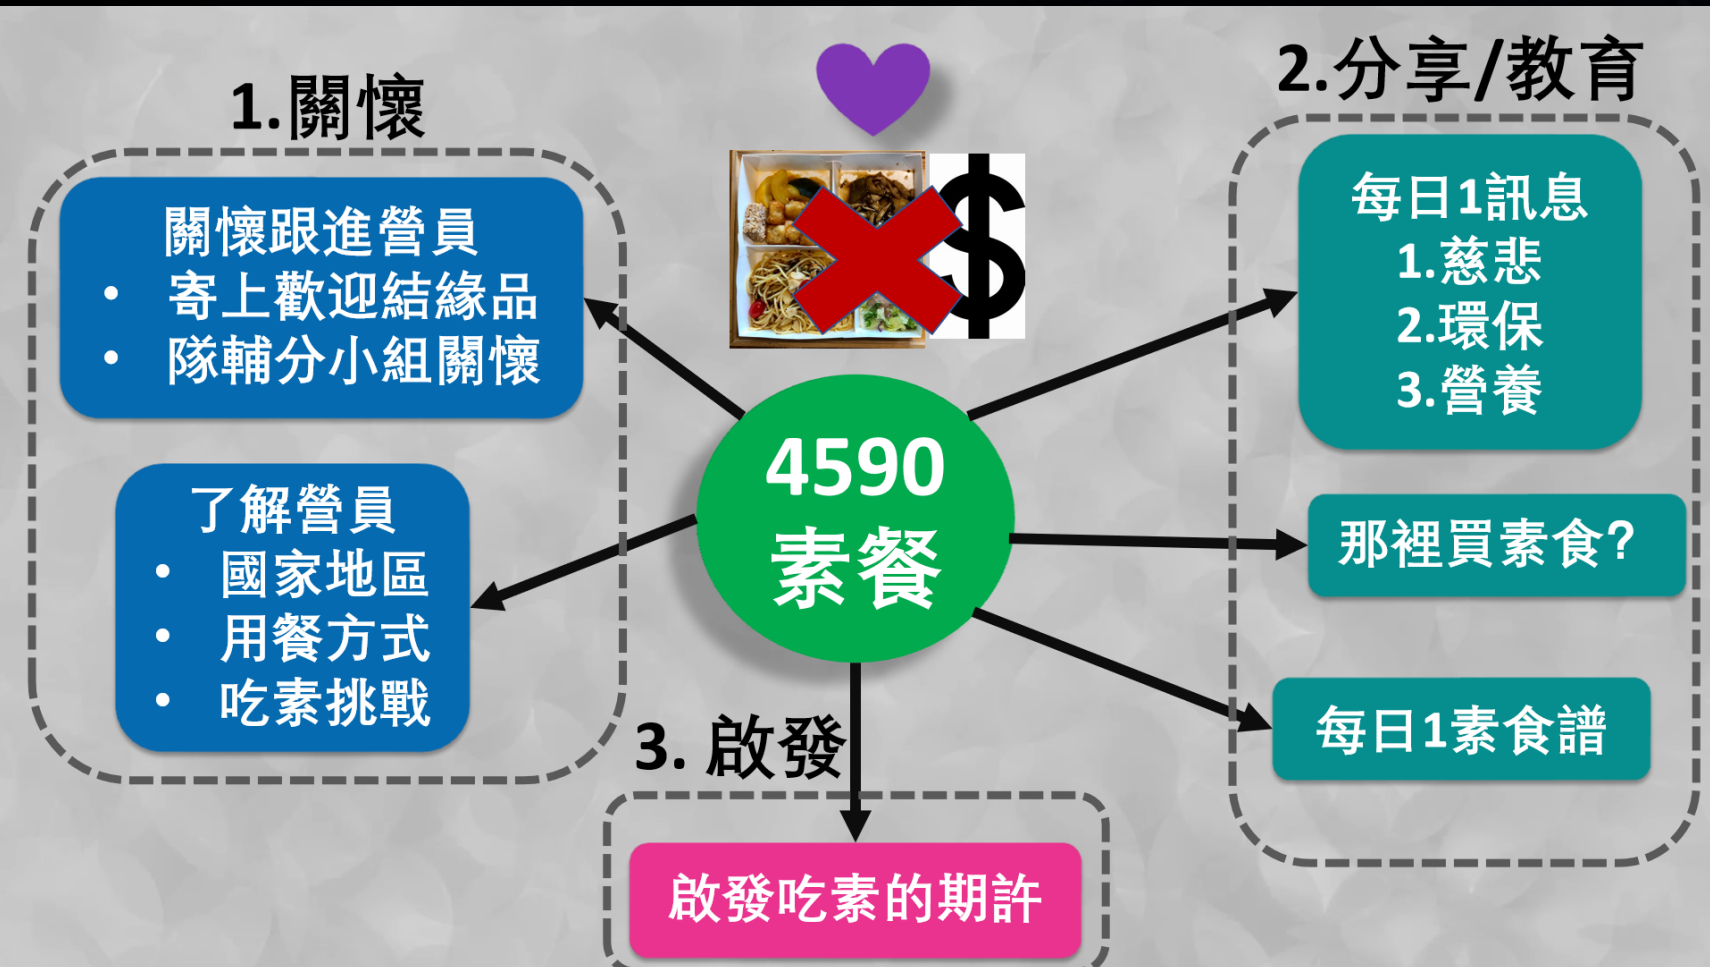 1.關懷
關懷跟進營員
• 寄上歡迎結緣品
• 隊輔分小組關懷
了解營員
• 國家地區
• 用餐方式
• 吃素挑戰
$
4590
素餐
2.分享/教育
每日1訊息
1.慈悲
2.環保
3.營養
那裡買素食?
每日1素食譜
3. 啟發
啟發吃素的期許